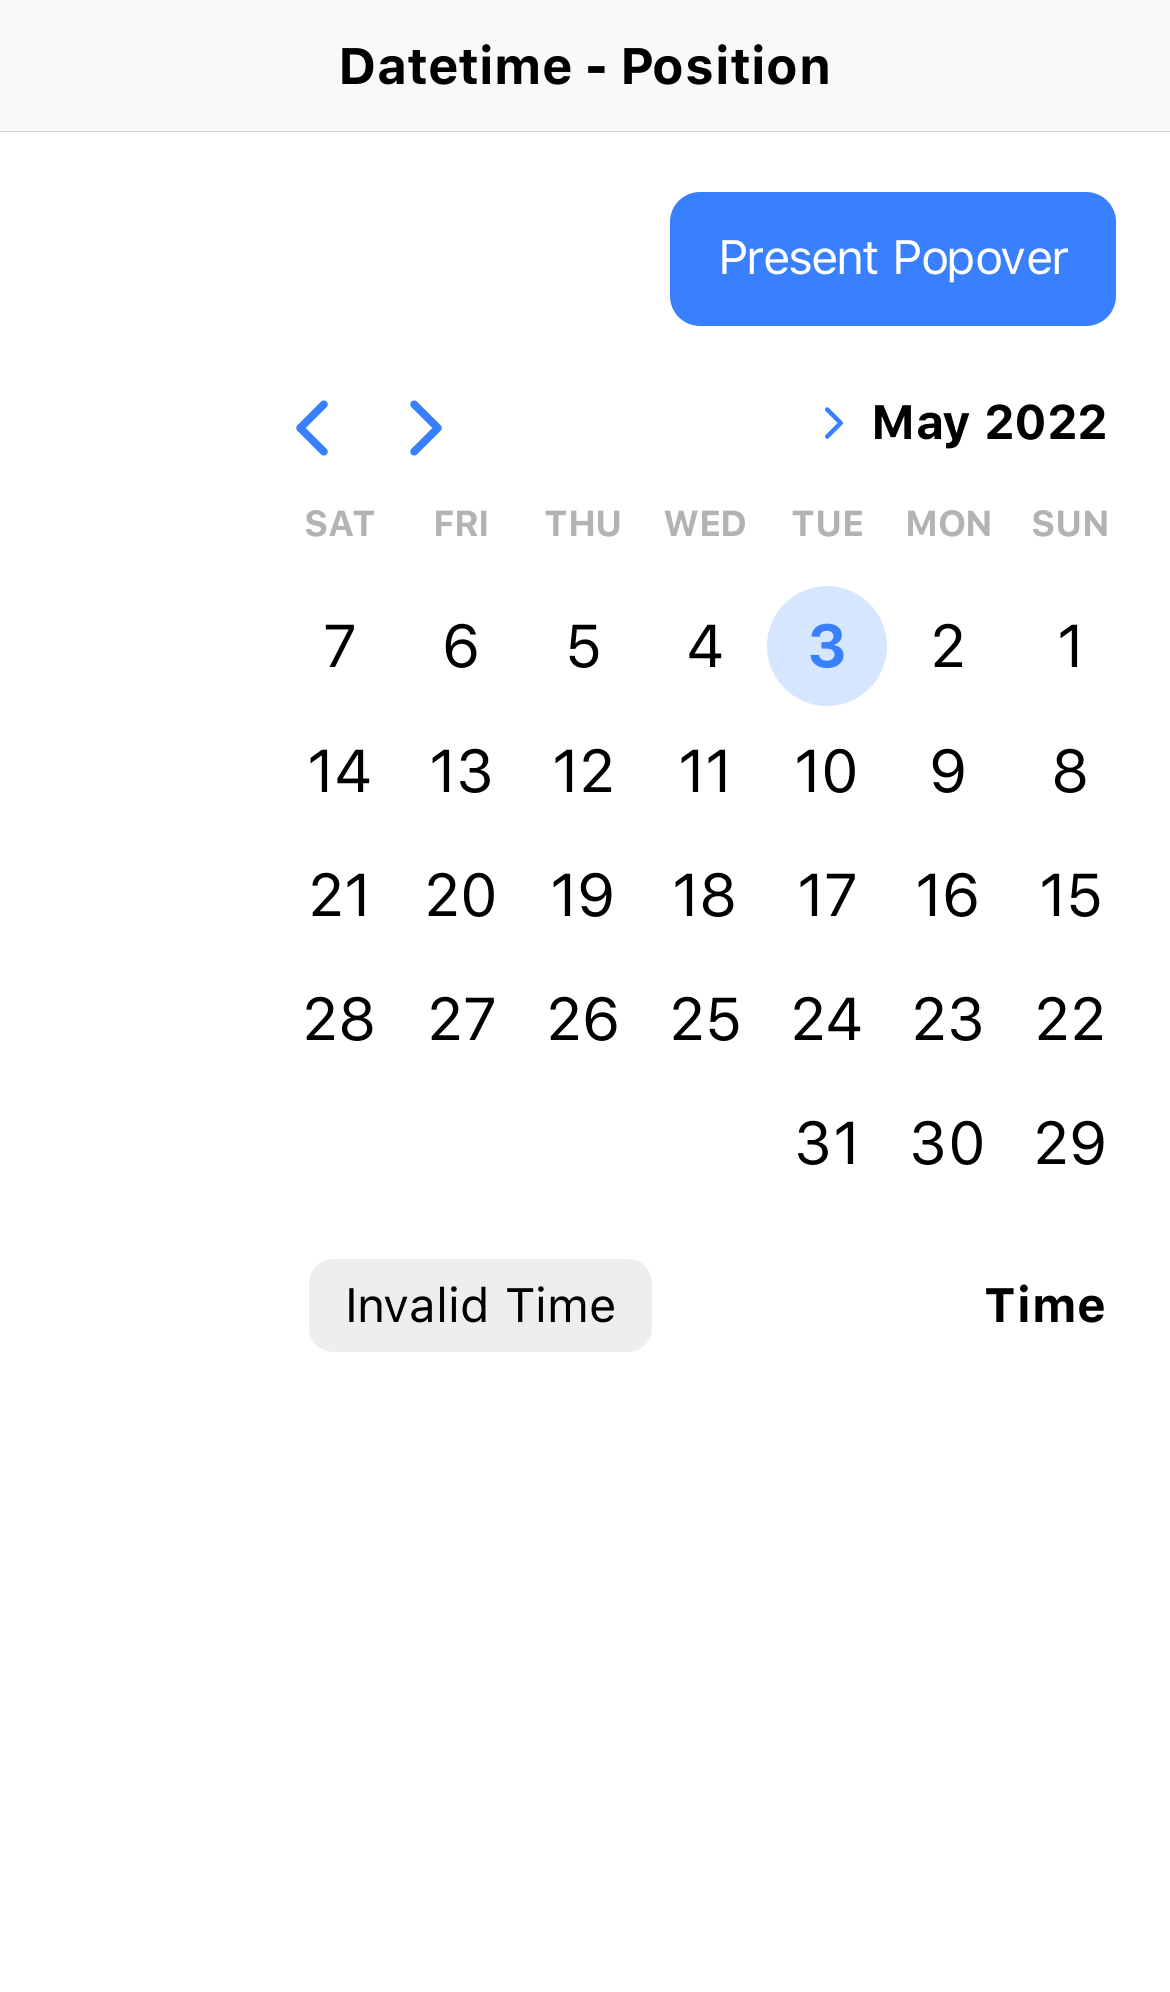 Datetime - Position
Present Popover
May 2022
SAT FRI THU WED TUE MON SUN
7 6 5 4 3 2 1
14 13 12 11 10 9 8
21 20 19 18 17 16 15
28 27 26 25 24 23 22
31 30 29
Invalid Time Time